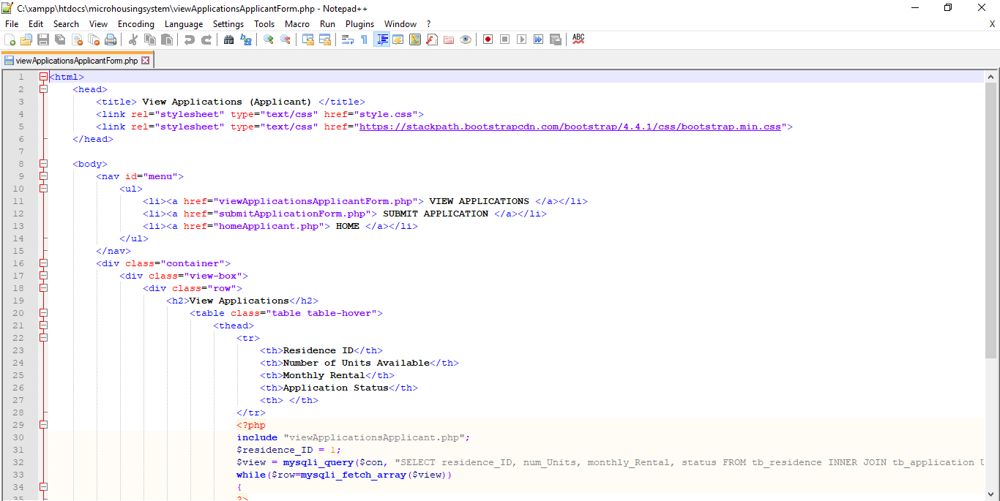 C:\xampp\htdocs\microhousingsystem\viewApplicationsApplicantForm.php - Notepad++
File Edit Search View Encoding Language Settings Tools Macro Run Plugins Window ? X
ABC
viewApplicationsApplicantForm.php
1 <html>
2 <head>
3 <title> View Applications (Applicant) </title>
4 <link rel="stylesheet" type="text/css" href="style.css">
5 <link rel="stylesheet" type="text/css" href="https://stackpath.bootstrapcdn.com/bootstrap/4.4.1/css/bootstrap.min.css">
6 </head>
7
8 <body>
9 <nav id="menu">
10 <ul>
11 <li><a href="viewApplicationsApplicantForm.php"> VIEW APPLICATIONS </a></li>
12 <li><a href="submitApplicationForm.php"> SUBMIT APPLICATION </a></li>
13 <li><a href="homeApplicant.php"> HOME </a></li>
14 </ul>
15 </nav>
16 <div class="container">
17 <div class="view-box">
18 <div class="row">
19 <h2>View Applications</h2>
20 <table class="table table-hover">
21 <thead>
22 <tr>
23 <th>Residence ID</th>
24 <th>Number of Units Available</th>
25 <th>Monthly Rental</th>
26 <th>Application Status</th>
27 <th> </th>
28 </tr>
29 <?php
30 include "viewApplicationsApplicant.php";
31 $residence_ID = 1;
32 $view = mysqli_query($con, "SELECT residence_ID, num_Units, monthly_Rental, status FROM tb_residence INNER JOIN tb_application U
33 while($row=mysqli_fetch_array($view))
34 {
35 ?>